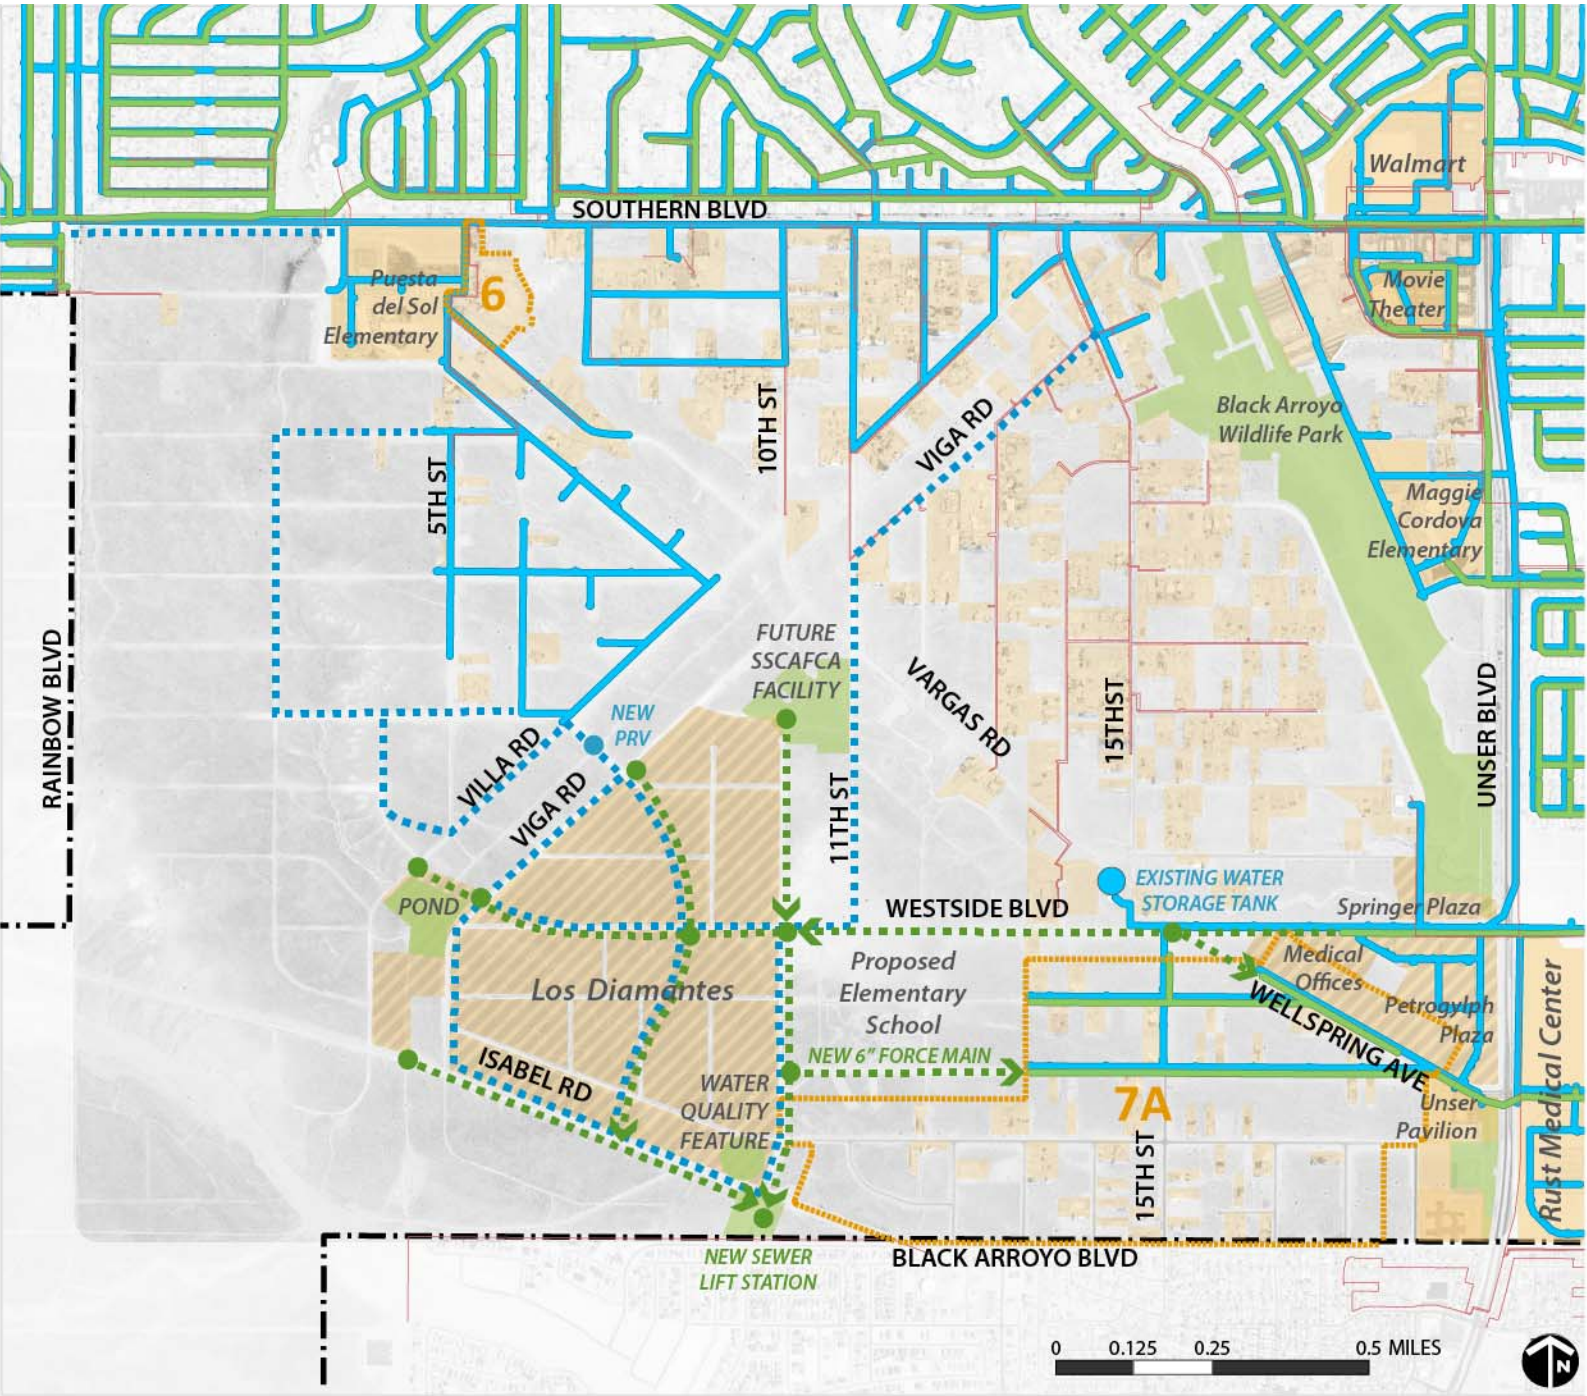 Walmart
SOUTHERN BLVD
Puesta
del Sol
Elementary
6
Movie
Theater
10TH ST
VIGA RD
Black Arroyo
Wildlife Park
5TH ST
Maggie
Cordova
Elementary
RAINBOW BLVD
FUTURE
SSCAFCA
FACILITY
VARGAS RD
15THST
UNSER BLVD
NEW
PRV
VILLA RD
VIGA RD
11TH ST
POND
EXISTING WATER
STORAGE TANK
WESTSIDE BLVD
Springer Plaza
Los Diamantes
Proposed
Elementary
School
Medical
Offices
WELLSPRING AVE
Petrogylph
Plaza
Rust Medical Center
NEW 6” FORCE MAIN
ISABEL RD
WATER
QUALITY
FEATURE
7A
15TH ST
Unser
Pavilion
NEW SEWER
LIFT STATION
BLACK ARROYO BLVD
0 0.125 0.25 0.5 MILES
N